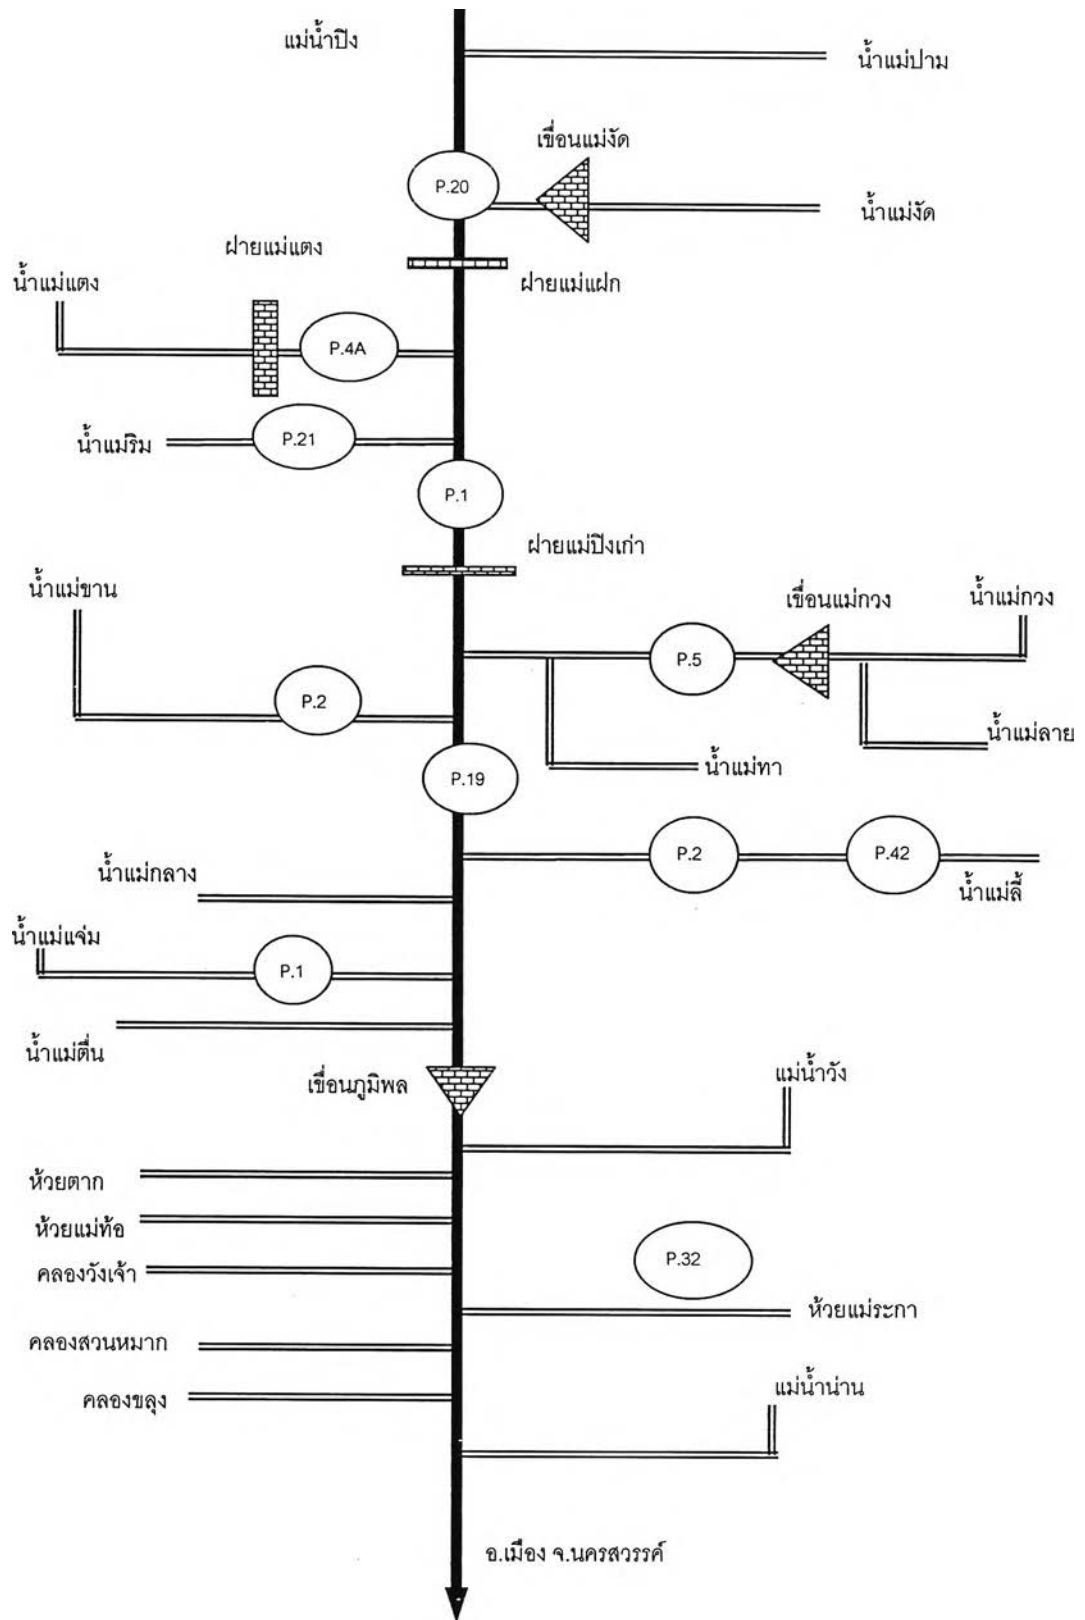 แม่น้ำปิง
น้ำแม่ปาม
เขื่อนแม่งัด
P.20
น้ำแม่งัด
ฝายแม่แตง
น้ำแม่แตง
ฝายแม่แฝก
P.4A
น้ำแม่ริม
P.21
P.1
ฝายแม่ปิงเก่า
น้ำแม่ขาน
เขื่อนแม่กวง
น้ำแม่กวง
P.5
P.2
น้ำแม่ลาย
น้ำแม่ทา
P.19
P.2
P.42
น้ำแม่กลาง
น้ำแม่ลี้
น้ำแม่แจ่ม
P.1
น้ำแม่ตื่น
เขื่อนภูมิพล
แม่น้ำวัง
ห้วยตาก
ห้วยแม่ท้อ
คลองวังเจ้า
P.32
ห้วยแม่ระกา
คลองสวนหมาก
คลองขลุง
แม่น้ำน่าน
อ.เมือง จ.นครสวรรค์